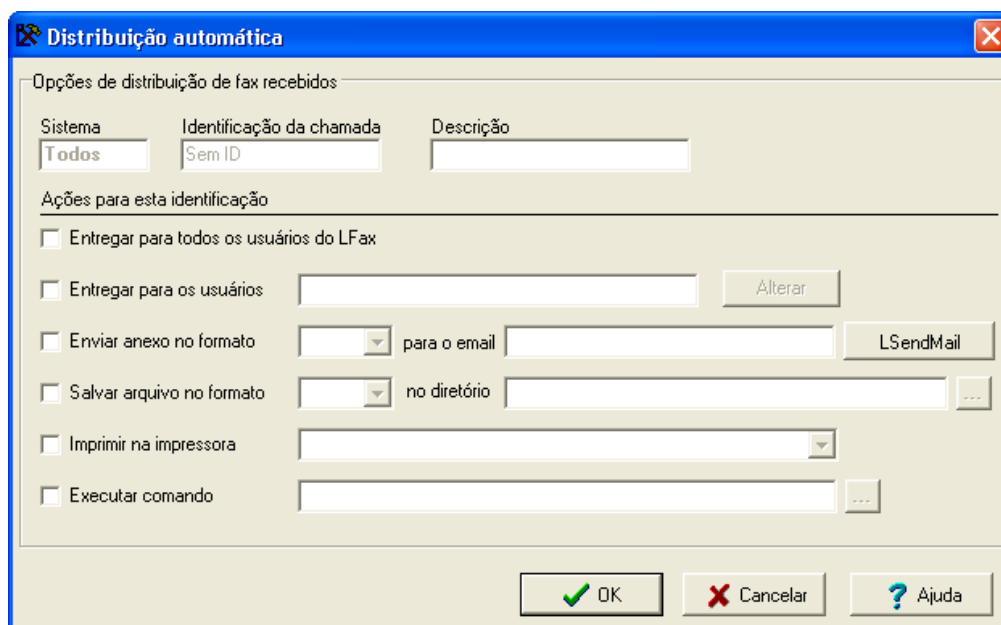 Distribuição automática
Opções de distribuição de fax recebidos
Sistema Identificação da chamada Descrição
Todos Sem ID
Ações para esta identificação
Entregar para todos os usuários do LFax
Entregar para os usuários Alterar
Enviar anexo no formato para o email LSendMail
Salvar arquivo no formato no diretório ...
Imprimir na impressora
Executar comando ...
OK Cancelar ? Ajuda